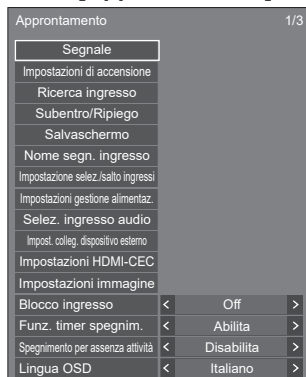 Approntamento 1/3
Segnale
Impostazioni di accensione
Ricerca ingresso
Subentro/Ripiego
Salvaschermo
Nome segn. ingresso
Impostazione selez./salto ingressi
Impostazioni gestione alimentaz.
Selez. ingresso audio
Impost. colleg. dispositivo esterno
Impostazioni HDMI-CEC
Impostazioni immagine
Blocco ingresso < Off >
Funz. timer spegnim. < Abilita >
Spegnimento per assenza attività < Disabilita >
Lingua OSD < Italiano >